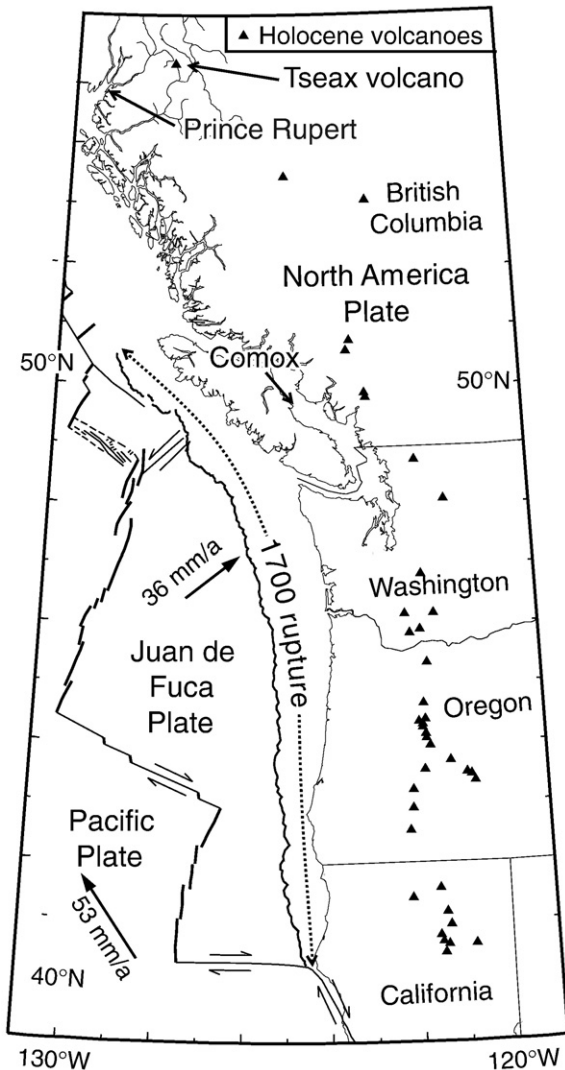 ▲ Holocene volcanoes
Tseax volcano
Prince Rupert
British
Columbia
North America
Plate
50°N
Comox
50°N
1700 rupture
36 mm/a
Washington
Juan de
Fuca
Plate
Oregon
Pacific
Plate
53 mm/a
40°N
California
130°W
120°W